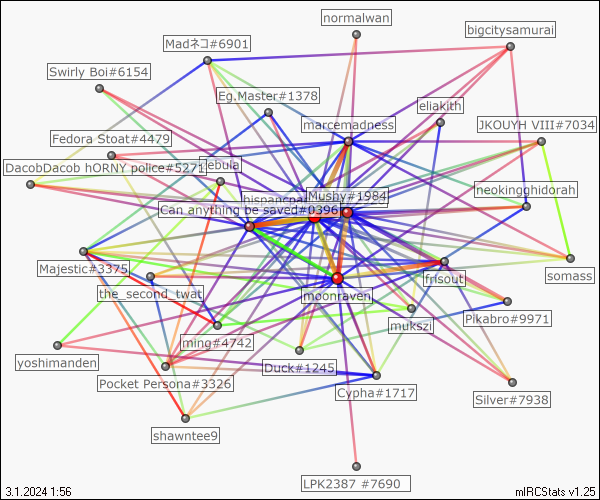 normalwan
bigcitysamurai
Madネコ#6901
Swirly Boi#6154
Eg.Master#1378
eliakith
marcemadness
JKOUYH VIII#7034
Fedora Stoat#4479
DacobDacob hORNY police#5271
nebula
Mushy#1984
neokingghidorah
Can anything be saved#0396
Majestic#3375
frisout
somass
the_second_twat
moonraven
Pikabro#9971
mukszi
ming#4742
yoshimanden
Duck#1245
Pocket Persona#3326
Cypha#1717
Silver#7938
shawntee9
LPK2387 #7690
3.1.2024 1:56
mIRCStats v1.25